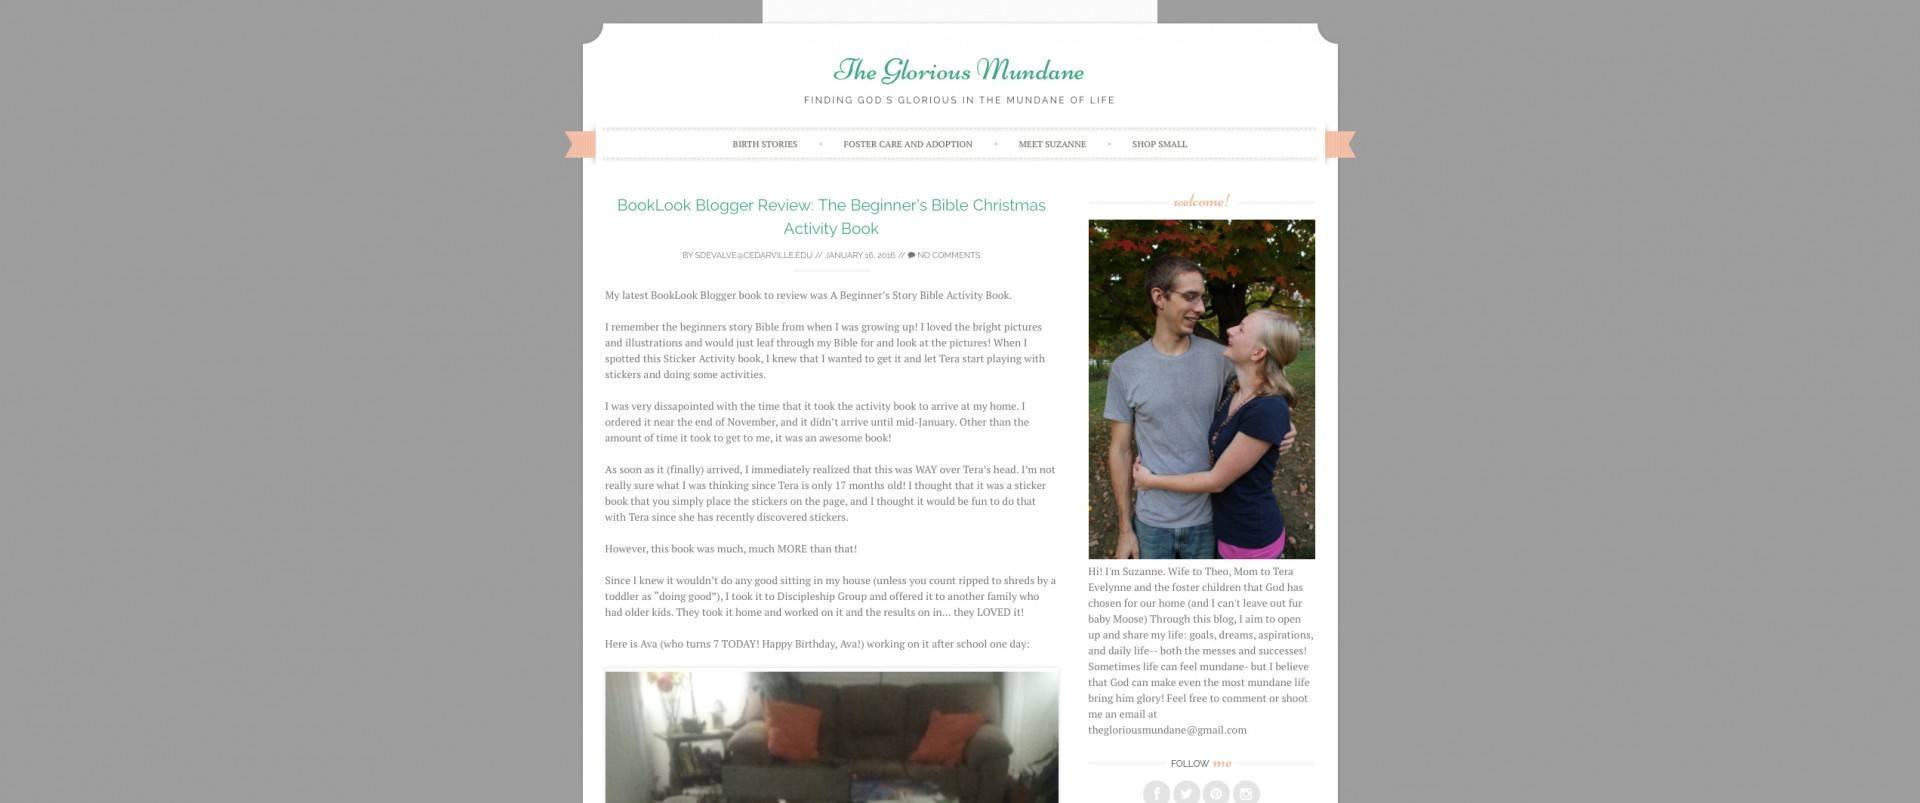 The Glorious Mundane
FINDING GOD'S GLORIOUS IN THE MUNDANE OF LIFE
BIRTH STORIES
FOSTER CARE AND ADOPTION
MEET SUZANNE
SHOP SMALL
BookLook Blogger Review: The Beginner's Bible Christmas
Activity Book
BY SDEVALVE@CEDARVILLE.EDU // JANUARY 16, 2016 // NO COMMENTS
My latest BookLook Blogger book to review was A Beginner's Story Bible Activity Book.
I remember the beginners story Bible from when I was growing up! I loved the bright pictures
and illustrations and would just leaf through my Bible for and look at the pictures! When I
spotted this Sticker Activity book, I knew that I wanted to get it and let Tera start playing with
stickers and doing some activities.
I was very dissapointed with the time that it took the activity book to arrive at my home. I
ordered it near the end of November, and it didn't arrive until mid-January. Other than the
amount of time it took to get to me, it was an awesome book!
As soon as it (finally) arrived, I immediately realized that this was WAY over Tera's head. I'm not
really sure what I was thinking since Tera is only 17 months old! I thought that it was a sticker
book that you simply place the stickers on the page, and I thought it would be fun to do that
with Tera since she has recently discovered stickers.
However, this book was much, much MORE than that!
Since I knew it wouldn't do any good sitting in my house (unless you count ripped to shreds by a
toddler as “doing good”), I took it to Discipleship Group and offered it to another family who
had older kids. They took it home and worked on it and the results on in... they LOVED it!
Here is Ava (who turns 7 TODAY! Happy Birthday, Ava!) working on it after school one day:
welcome!
Hi! I'm Suzanne. Wife to Theo, Mom to Tera
Evelynne and the foster children that God has
chosen for our home (and I can't leave out fur
baby Moose) Through this blog, I aim to open
up and share my life: goals, dreams, aspirations,
and daily life-- both the messes and successes!
Sometimes life can feel mundane- but I believe
that God can make even the most mundane life
bring him glory! Feel free to comment or shoot
me an email at
thegloriousmundane@gmail.com
FOLLOW me